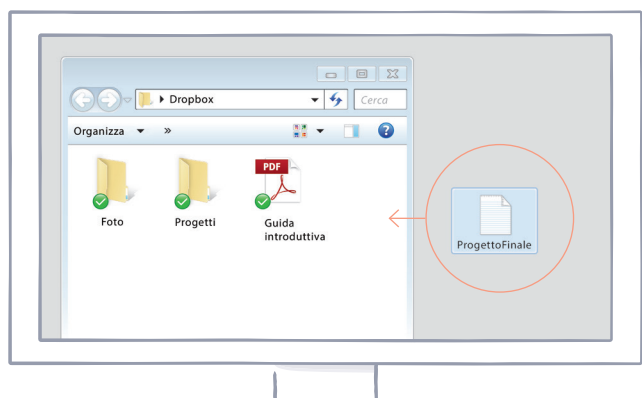 Dropbox
Cerca
Organizza »
PDF
Foto
Progetti
Guida
introduttiva
ProgettoFinale